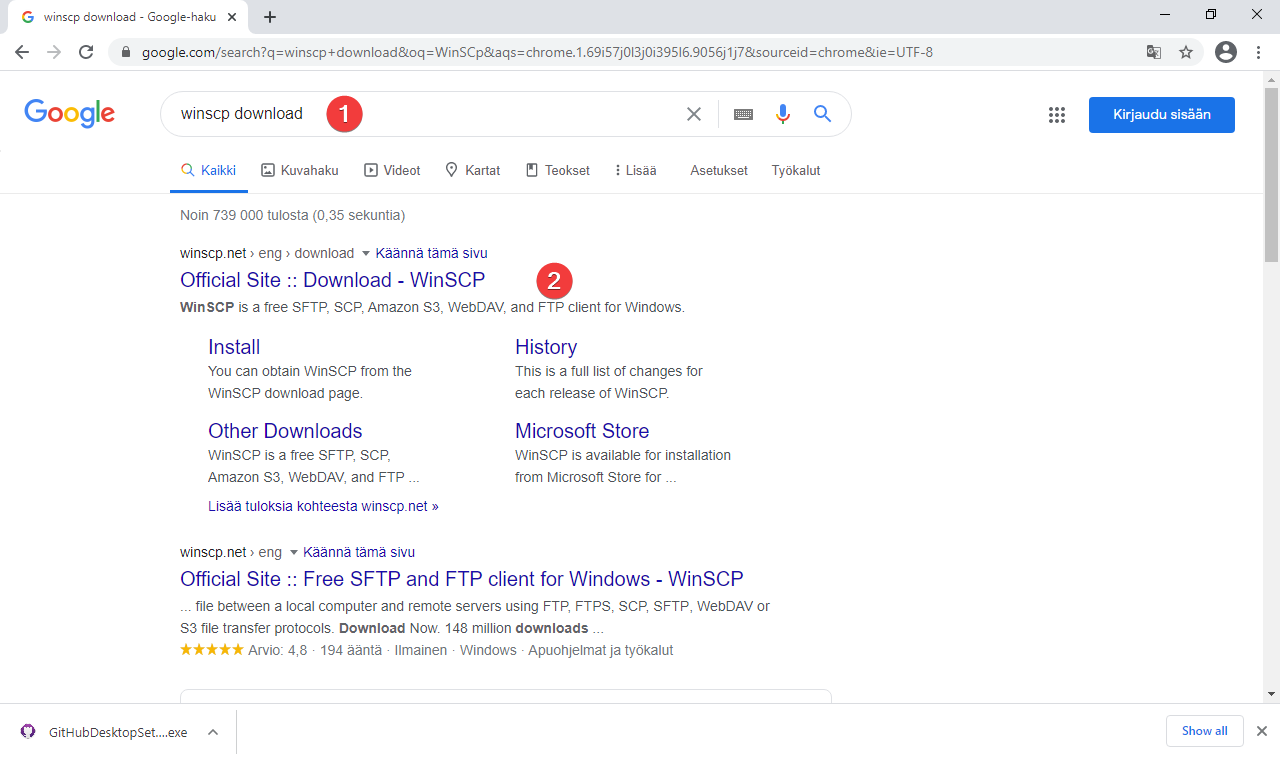 winscp download - Google-haku
google.com/search?q=winscp+download&oq=WinSCp&aqs=chrome.1.69i57j0l3j0i395l6.9056j1j7&sourceid=chrome&ie=UTF-8
Google
winscp download
1
Kirjaudu sisään
Kaikki
Kuvahaku
Videot
Kartat
Teokset
Lisää
Asetukset
Työkalut
Noin 739 000 tulosta (0,35 sekuntia)
winscp.net › eng › download Käännä tämä sivu
Official Site :: Download - WinSCP
2
WinSCP is a free SFTP, SCP, Amazon S3, WebDAV, and FTP client for Windows.
Install
You can obtain WinSCP from the
WinSCP download page.
History
This is a full list of changes for
each release of WinSCP.
Other Downloads
WinSCP is a free SFTP, SCP,
Amazon S3, WebDAV, and FTP ...
Microsoft Store
WinSCP is available for installation
from Microsoft Store for ...
Lisää tuloksia kohteesta winscp.net »
winscp.net › eng Käännä tämä sivu
Official Site :: Free SFTP and FTP client for Windows - WinSCP
... file between a local computer and remote servers using FTP, FTPS, SCP, SFTP, WebDAV or
S3 file transfer protocols. Download Now. 148 million downloads ...
★★★★★ Arvio: 4,8 · 194 ääntä · Ilmainen · Windows · Apuohjelmat ja työkalut
GitHubDesktopSet....exe
Show all